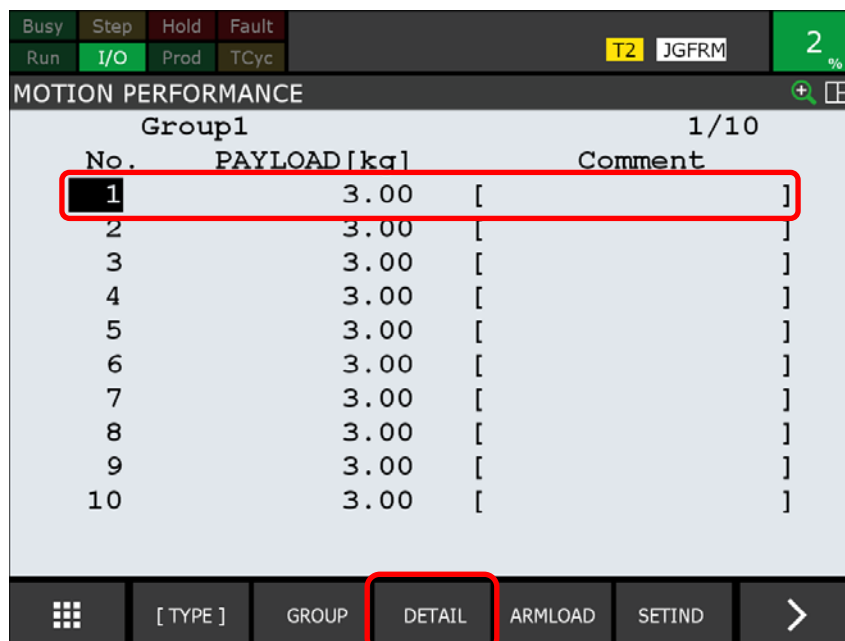 Busy Step Hold Fault
Run I/O Prod TCyc T2 JGFRM 2 %
MOTION PERFORMANCE
Group1 1/10
No. PAYLOAD[kg] Comment
1 3.00 [ ]
2 3.00 [ ]
3 3.00 [ ]
4 3.00 [ ]
5 3.00 [ ]
6 3.00 [ ]
7 3.00 [ ]
8 3.00 [ ]
9 3.00 [ ]
10 3.00 [ ]
[ TYPE ] GROUP DETAIL ARMLOAD SETIND >